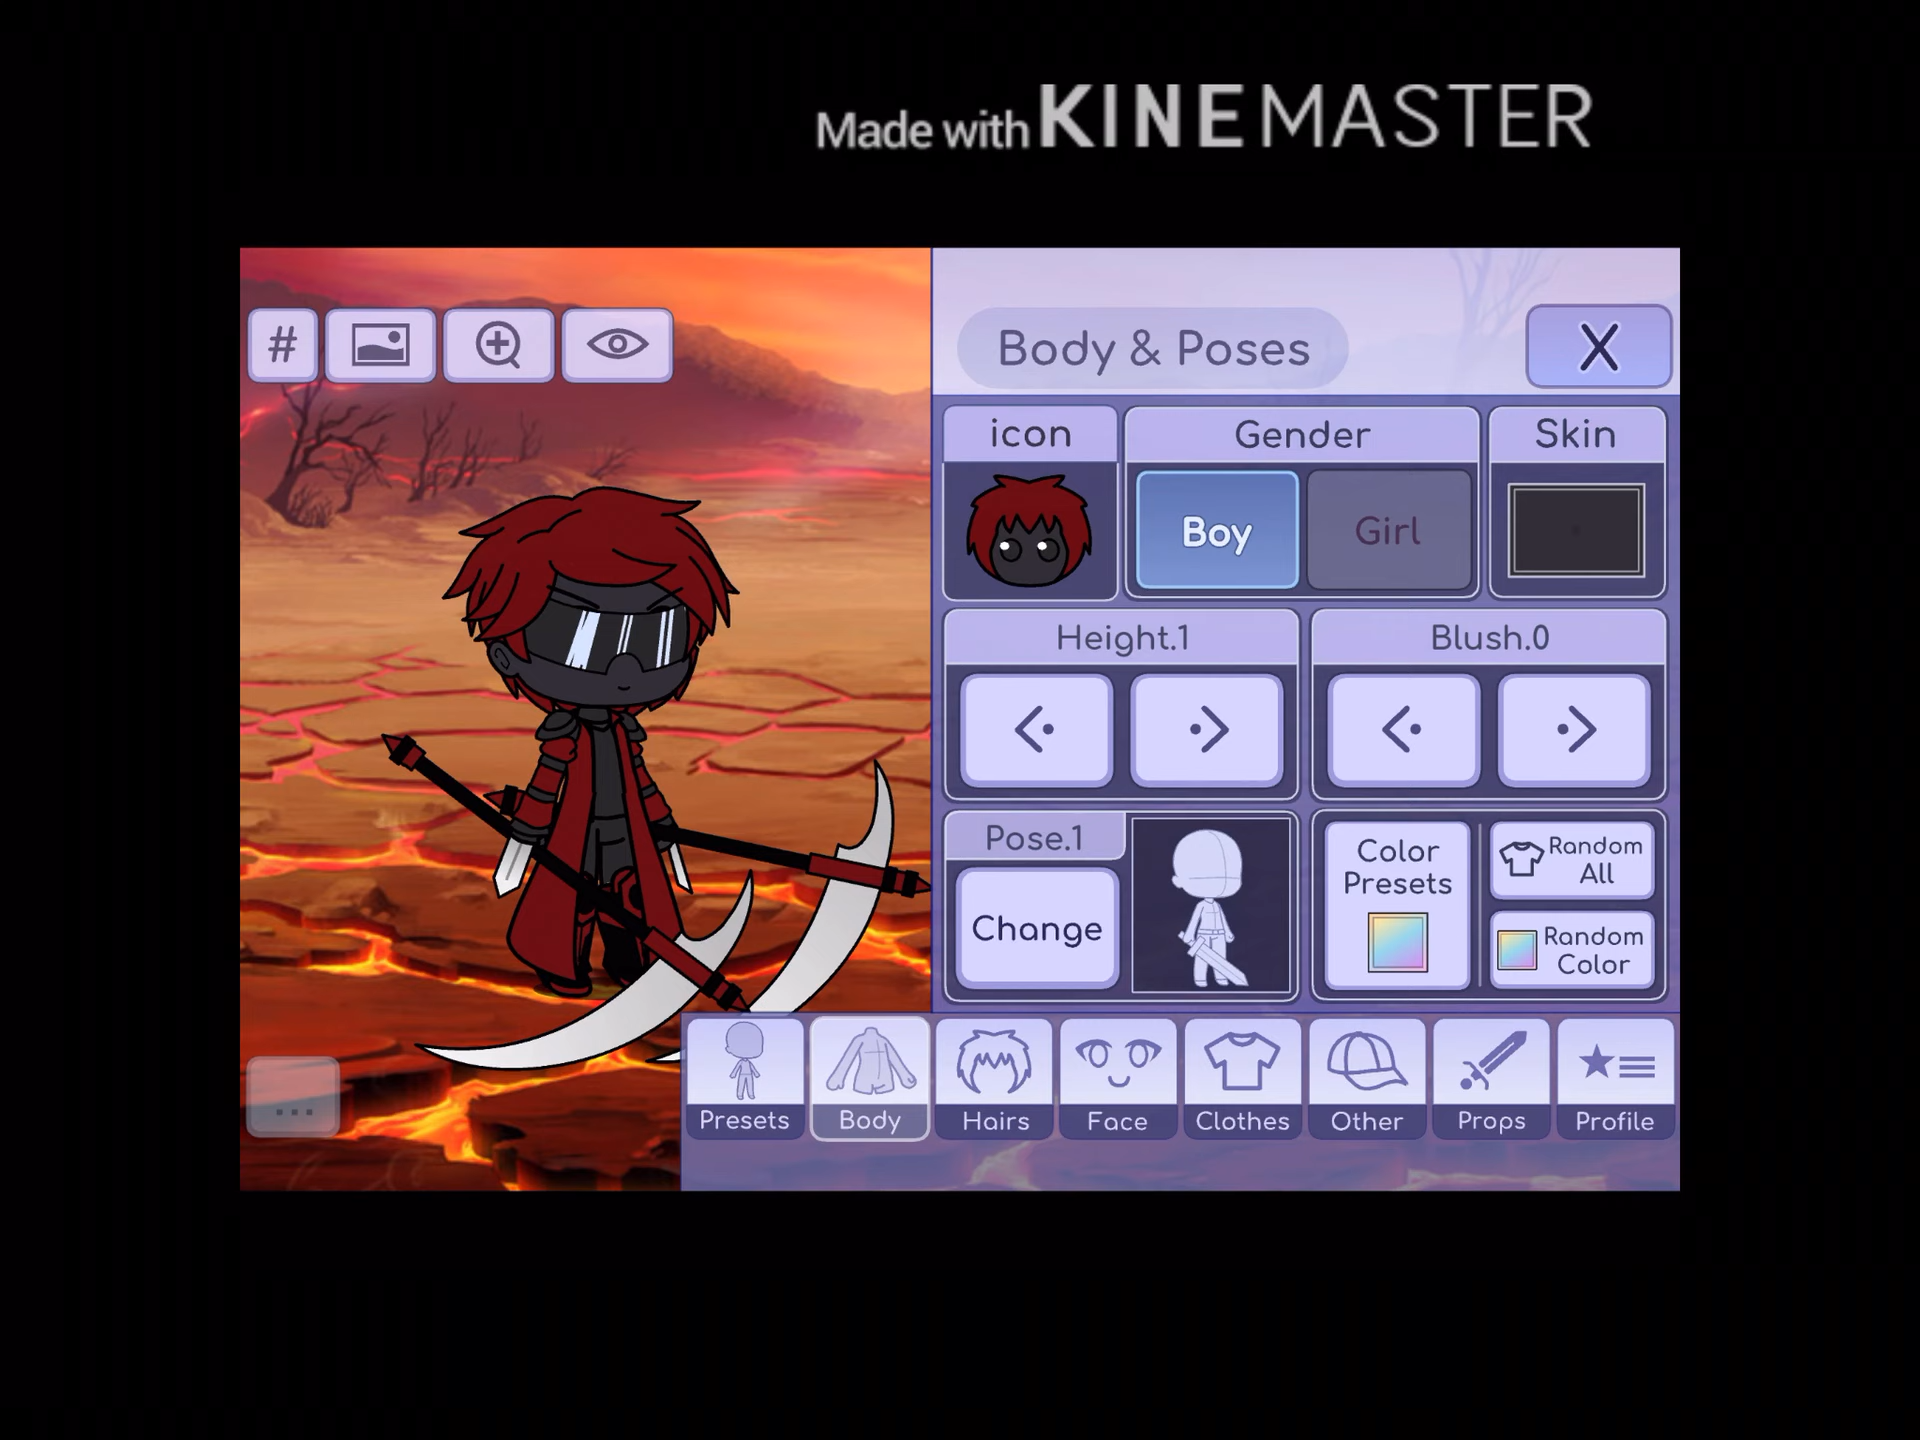 Made with KINEMASTER
#
Body & Poses
X
icon
Gender
Skin
Boy
Girl
Height.1
Blush.0
Pose.1
Change
Color
Presets
Random
All
Random
Color
...
Presets
Body
Hairs
Face
Clothes
Other
Props
Profile